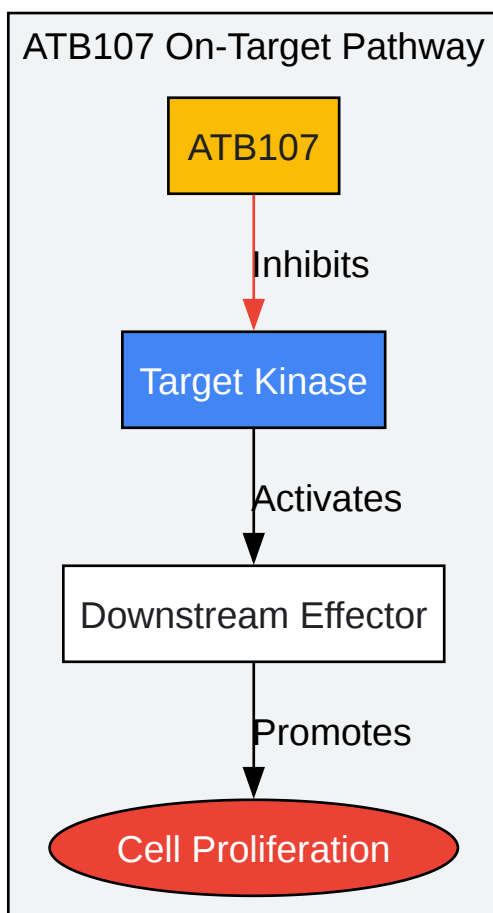 ATB107 On-Target Pathway
ATB107
Inhibits
Target Kinase
Activates
Downstream Effector
Promotes
Cell Proliferation